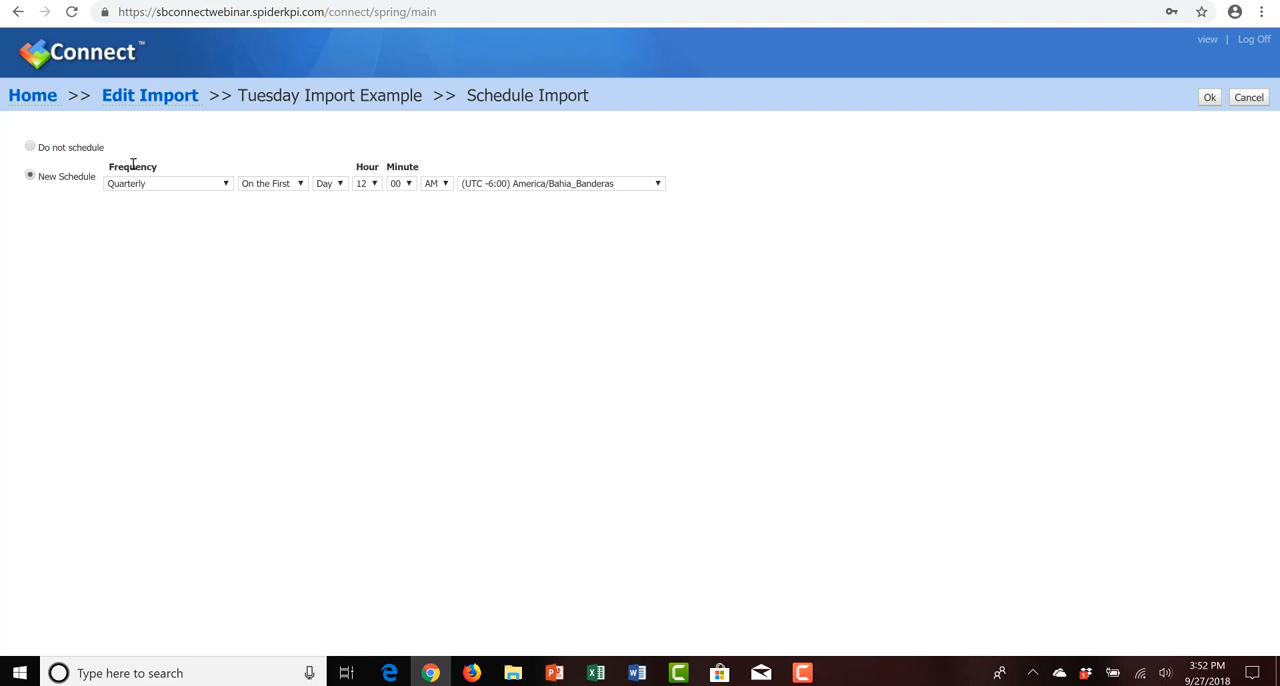 https://sbconnectwebinar.spiderkpi.com/connect/spring/main
Connect™
view | Log Off
Home >> Edit Import >> Tuesday Import Example >> Schedule Import
Ok Cancel
Do not schedule
Frequency Hour Minute
New Schedule Quarterly On the First Day 12 00 AM (UTC -6:00) America/Bahia_Banderas
Type here to search
3:52 PM
9/27/2018